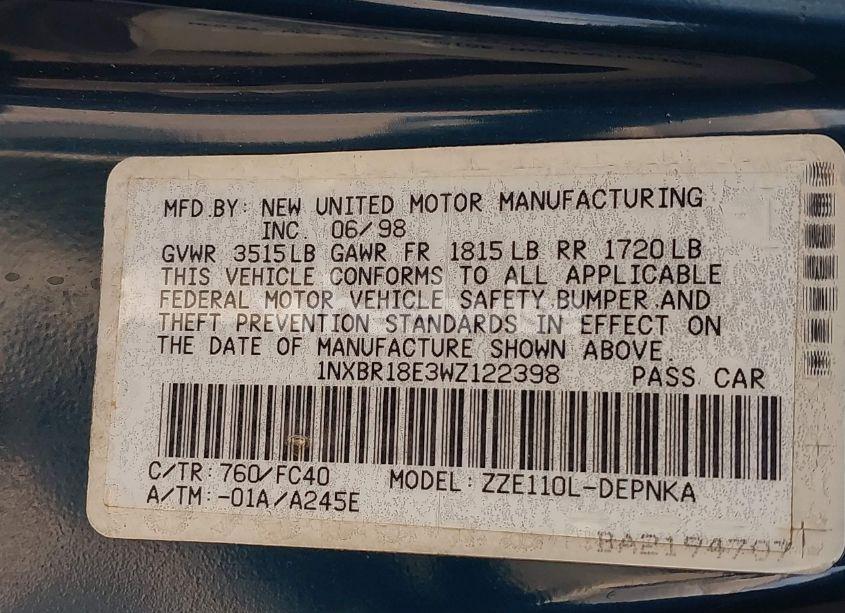 MFD.BY: NEW UNITED MOTOR MANUFACTURING
INC. 06/98
GVWR 3515LB GAWR FR 1815LB RR 1720LB
THIS VEHICLE CONFORMS TO ALL APPLICABLE
FEDERAL MOTOR VEHICLE SAFETY.BUMPER.AND
THEFT PREVENTION STANDARDS IN EFFECT ON
THE DATE OF MANUFACTURE SHOWN ABOVE.
1NXBR18E3WZ122398 PASS CAR
C/TR: 760/FC40 MODEL: ZZE110L-DEPNKA
A/TM: -01A/A245E